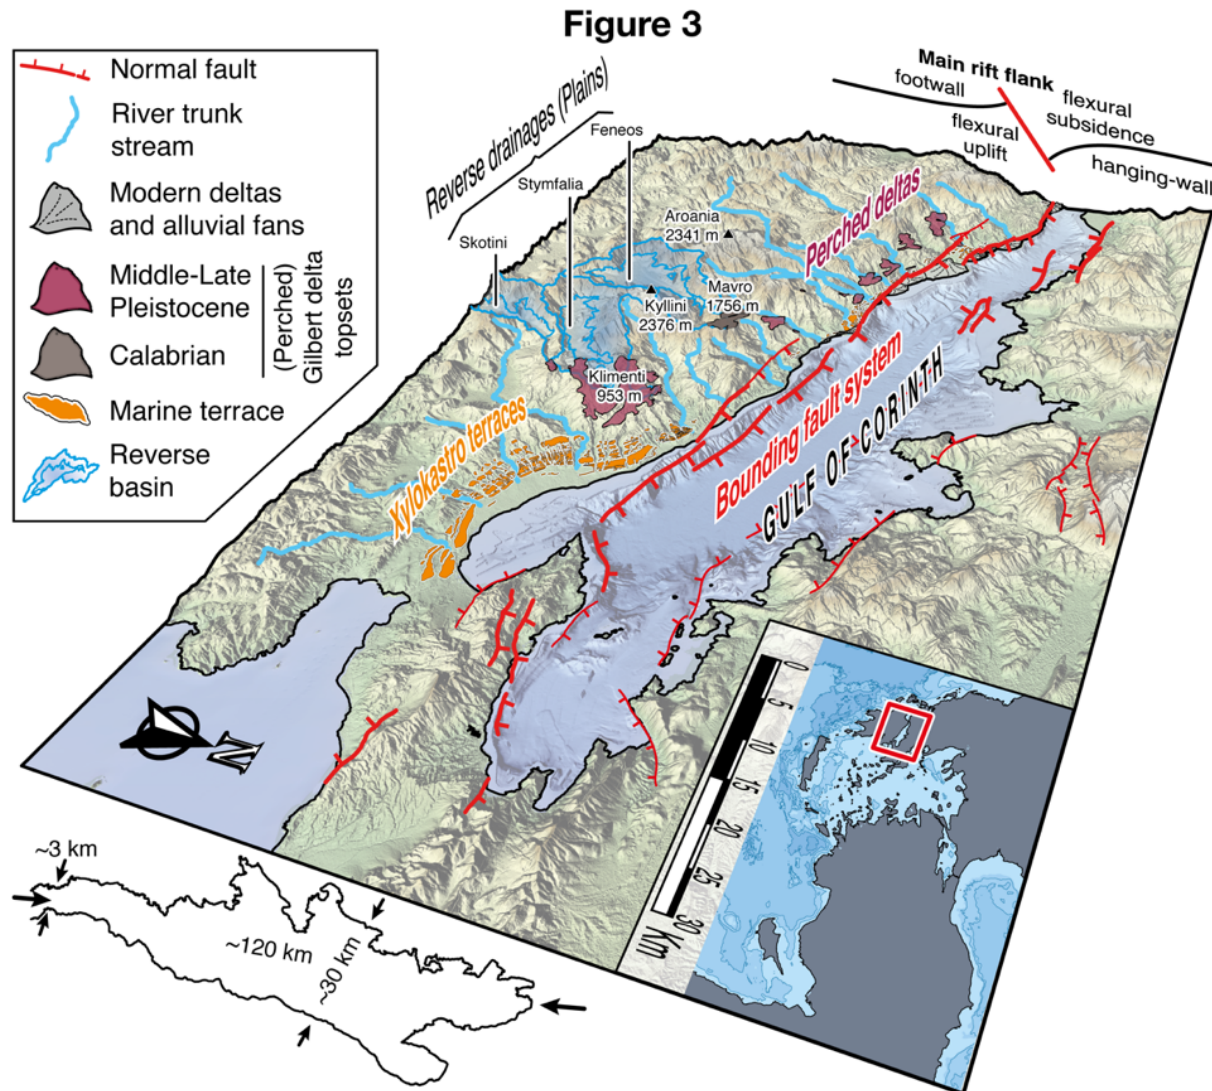 Figure 3
Normal fault
River trunk
stream
Modern deltas
and alluvial fans
Middle-Late
Pleistocene
Calabrian
(Perched)
Gilbert delta
topsets
Marine terrace
Reverse
basin
Main rift flank
footwall
flexural
subsidence
flexural
uplift
hanging-wall
Reverse drainages (Plains)
Feneos
Stymfalia
Skotini
Aroania
2341 m
Perched deltas
Mavro
1756 m
Kyllini
2376 m
Klimenti
953 m
Xylokastro terraces
Bounding fault system
GULF OF CORINTH
N
0
5
10
15
20
25
30 Km
~3 km
~120 km
~30 km